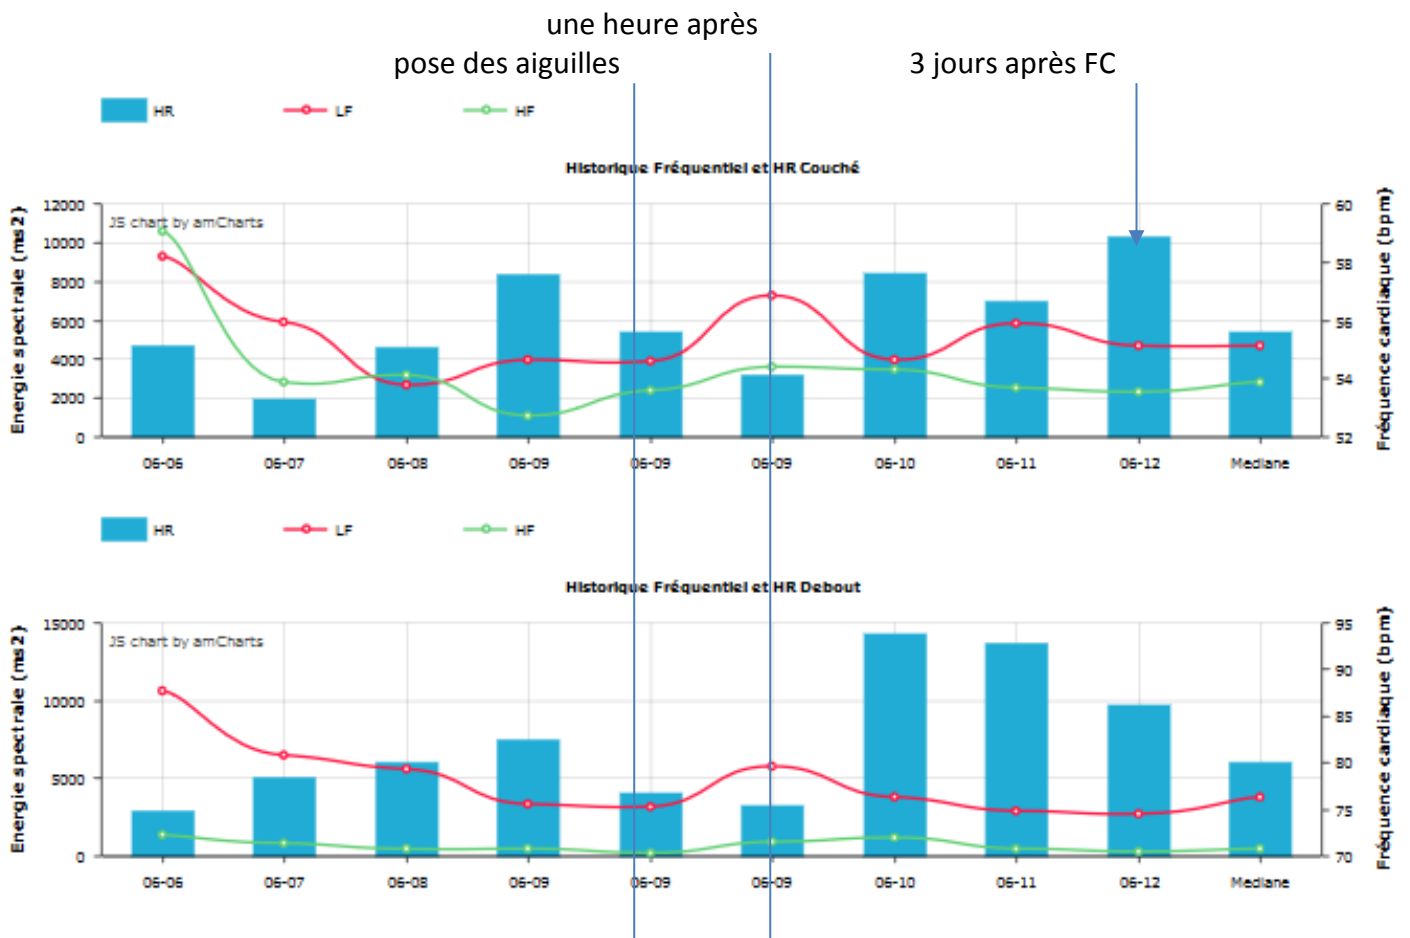 une heure après
pose des aiguilles
3 jours après FC
HR LF HF
Historique Fréquentiel et HR Couché
Energie spectrale (ms2)
JS chart by amCharts
12000
10000
8000
6000
4000
2000
0
60
58
56
54
52
Fréquence cardiaque (bpm)
06-06 06-07 06-08 06-09 06-09 06-09 06-10 06-11 06-12 Mediane
HR LF HF
Historique Fréquentiel et HR Debout
Energie spectrale (ms2)
JS chart by amCharts
15000
10000
5000
0
95
90
85
80
75
70
Fréquence cardiaque (bpm)
06-06 06-07 06-08 06-09 06-09 06-09 06-10 06-11 06-12 Mediane